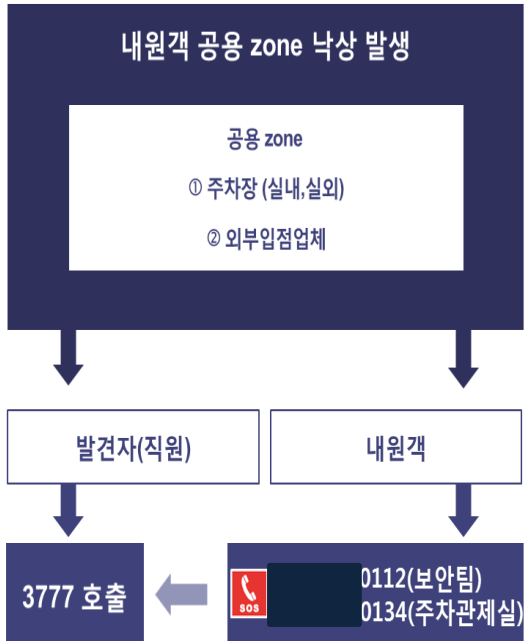 내원객 공용 zone 낙상 발생
공용 zone
① 주차장 (실내,실외)
② 외부입점업체
발견자(직원)
내원객
3777 호출
SOS
0112(보안팀)
0134(주차관제실)